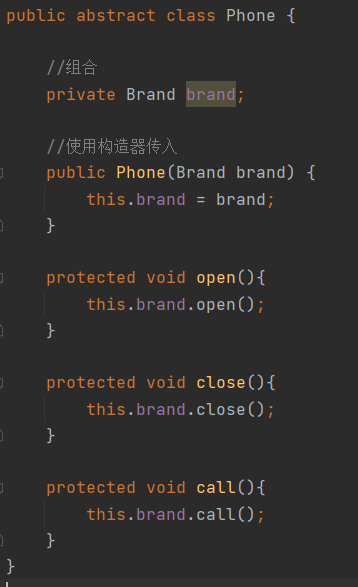 public abstract class Phone {
//组合
private Brand brand;
//使用构造器传入
public Phone(Brand brand) {
this.brand = brand;
}
protected void open(){
this.brand.open();
}
protected void close(){
this.brand.close();
}
protected void call(){
this.brand.call();
}
}